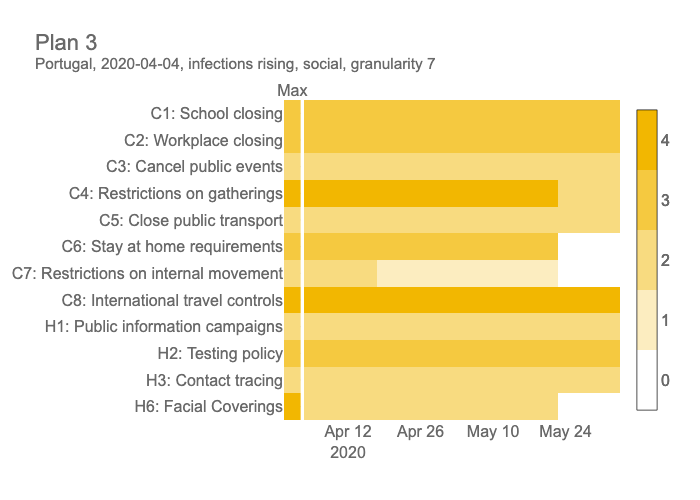 Plan 3
Portugal, 2020-04-04, infections rising, social, granularity 7
Max
C1: School closing
C2: Workplace closing
C3: Cancel public events
C4: Restrictions on gatherings
C5: Close public transport
C6: Stay at home requirements
C7: Restrictions on internal movement
C8: International travel controls
H1: Public information campaigns
H2: Testing policy
H3: Contact tracing
H6: Facial Coverings
Apr 12 Apr 26 May 10 May 24
2020
4
3
2
1
0